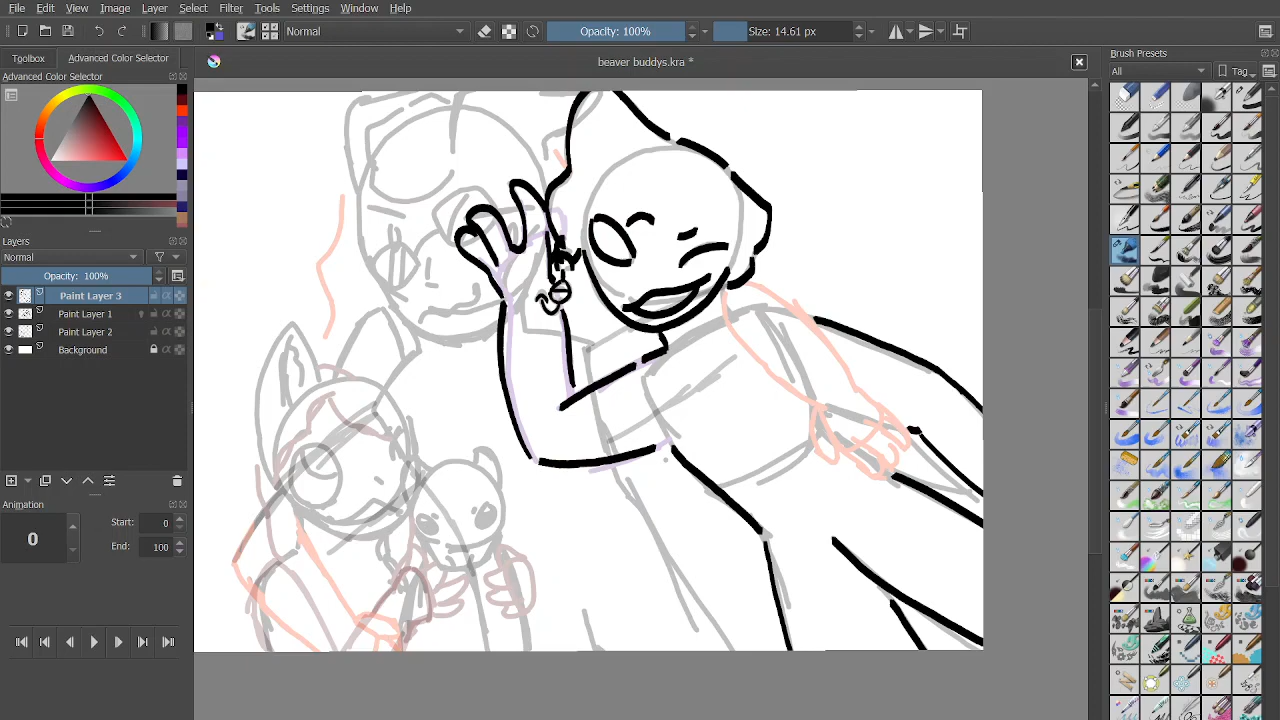 File Edit View Image Layer Select Filter Tools Settings Window Help
Normal Opacity: 100% Size: 14.61 px
Toolbox Advanced Color Selector
beaver buddys.kra *
Advanced Color Selector
Brush Presets
All Tag
Layers
Normal
Opacity: 100%
Paint Layer 3
Paint Layer 1
Paint Layer 2
Background
Animation
0 Start: 0
End: 100